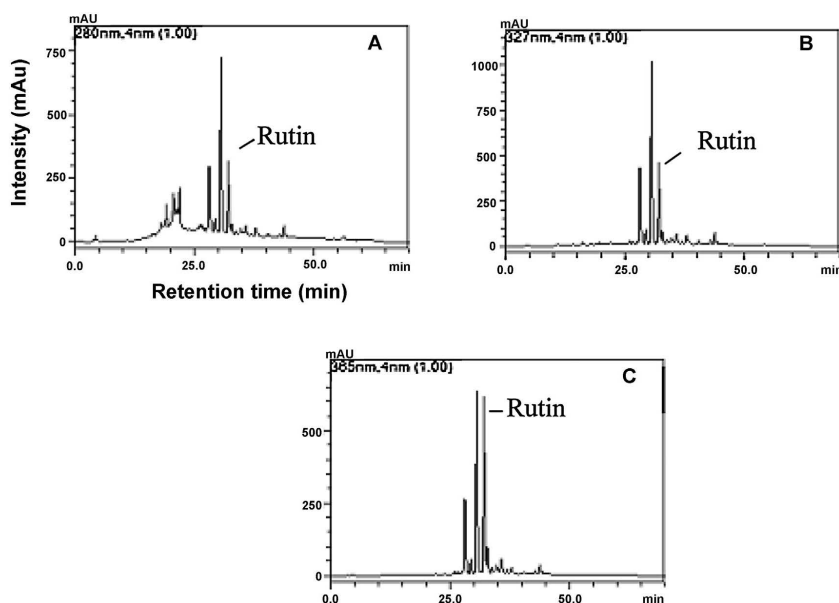 mAU
280nm,4nm (1.00)
A
750
500
250
0
Rutin
0.0 25.0 50.0 min
Intensity (mAu)
Retention time (min)
mAU
327nm,4nm (1.00)
B
1000
750
500
250
0
Rutin
0.0 25.0 50.0 min
mAU
365nm,4nm (1.00)
C
500
250
0
Rutin
0.0 25.0 50.0 min